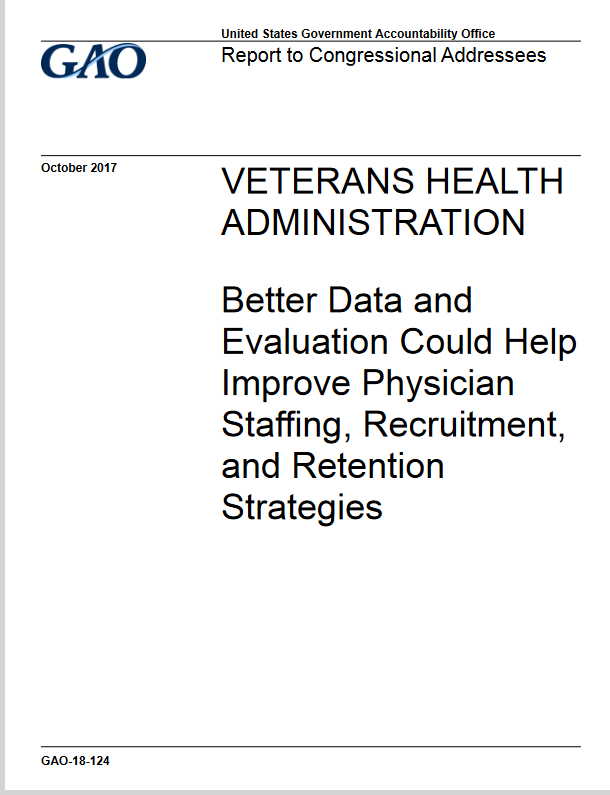 United States Government Accountability Office
GAO
Report to Congressional Addressees
October 2017
VETERANS HEALTH
ADMINISTRATION
Better Data and
Evaluation Could Help
Improve Physician
Staffing, Recruitment,
and Retention
Strategies
GAO-18-124